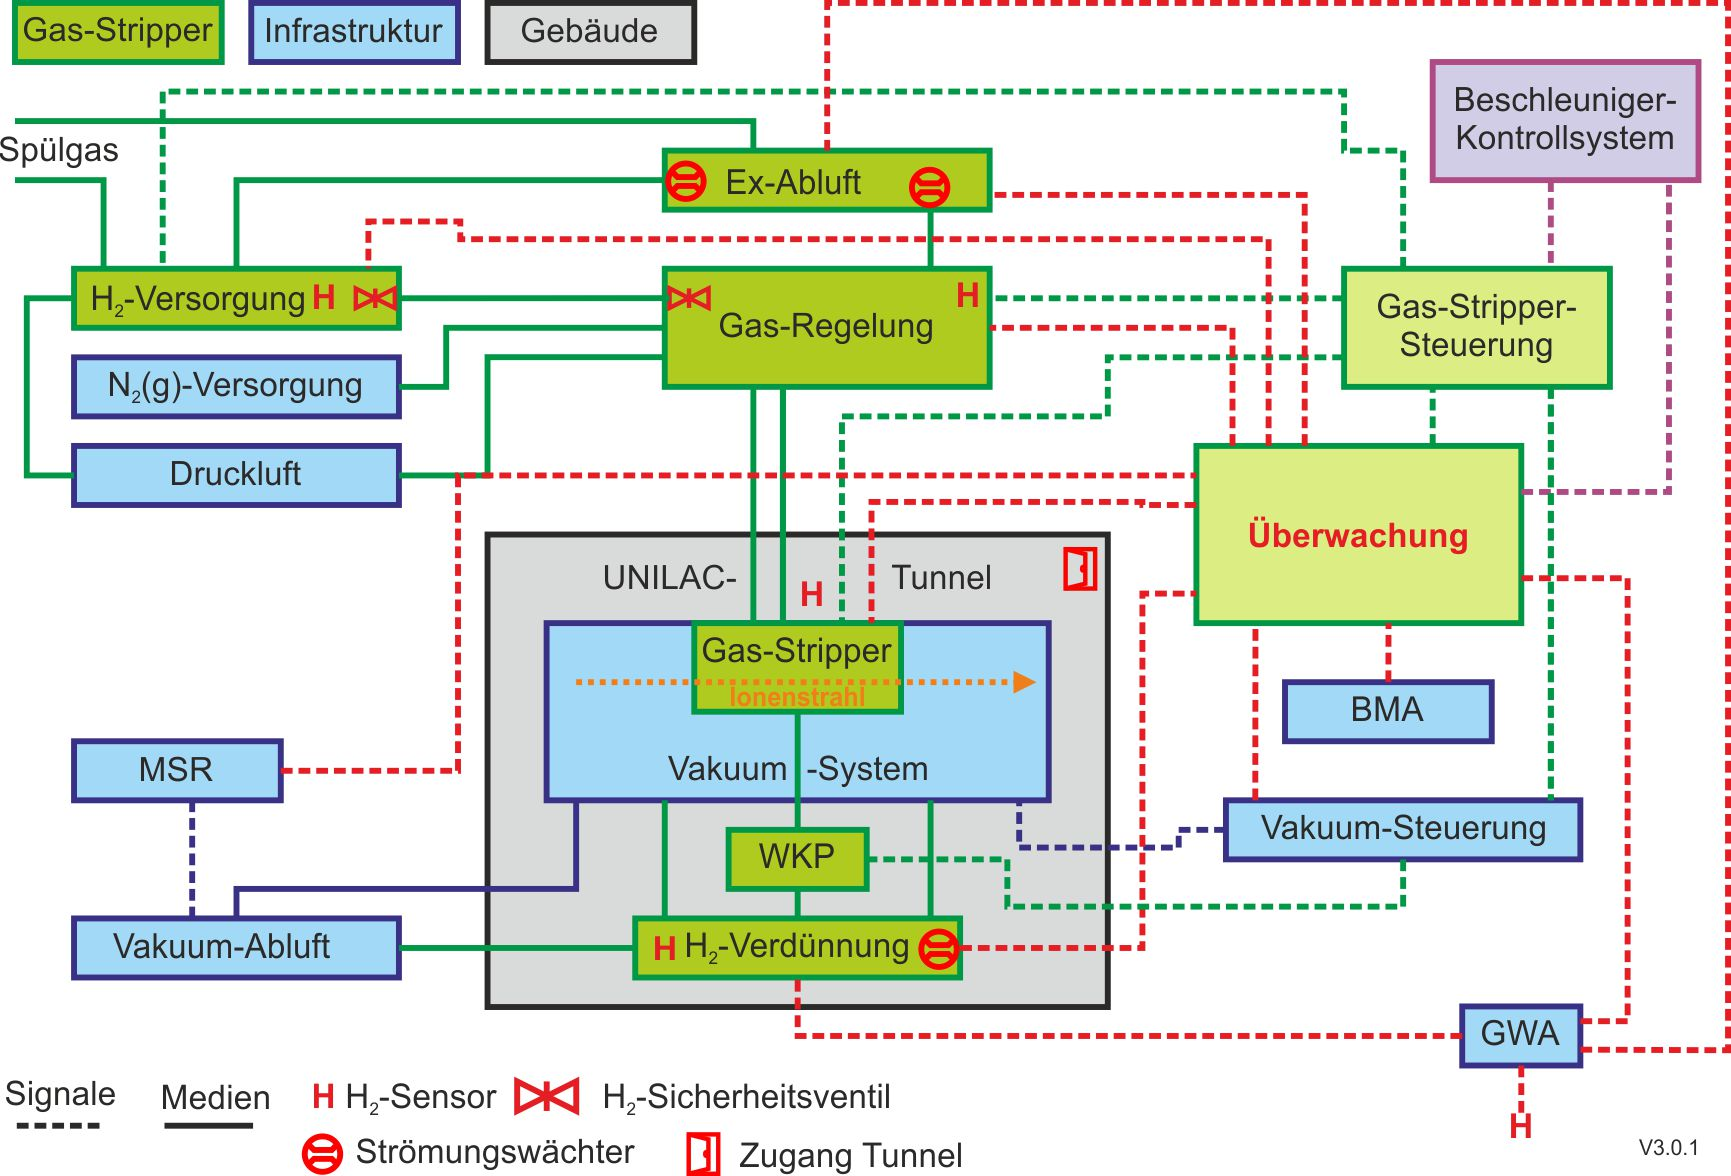 Gas-Stripper
Infrastruktur
Gebäude
Beschleuniger-
Kontrollsystem
Spülgas
Ex-Abluft
H2-Versorgung H
H
Gas-Regelung
Gas-Stripper-
Steuerung
N2(g)-Versorgung
Druckluft
Überwachung
UNILAC- Tunnel
H
Gas-Stripper
Ionenstrahl
BMA
MSR
Vakuum -System
Vakuum-Steuerung
WKP
Vakuum-Abluft
H H2-Verdünnung
GWA
H
Signale
Medien
H H2-Sensor
H2-Sicherheitsventil
Strömungswächter
Zugang Tunnel
V3.0.1